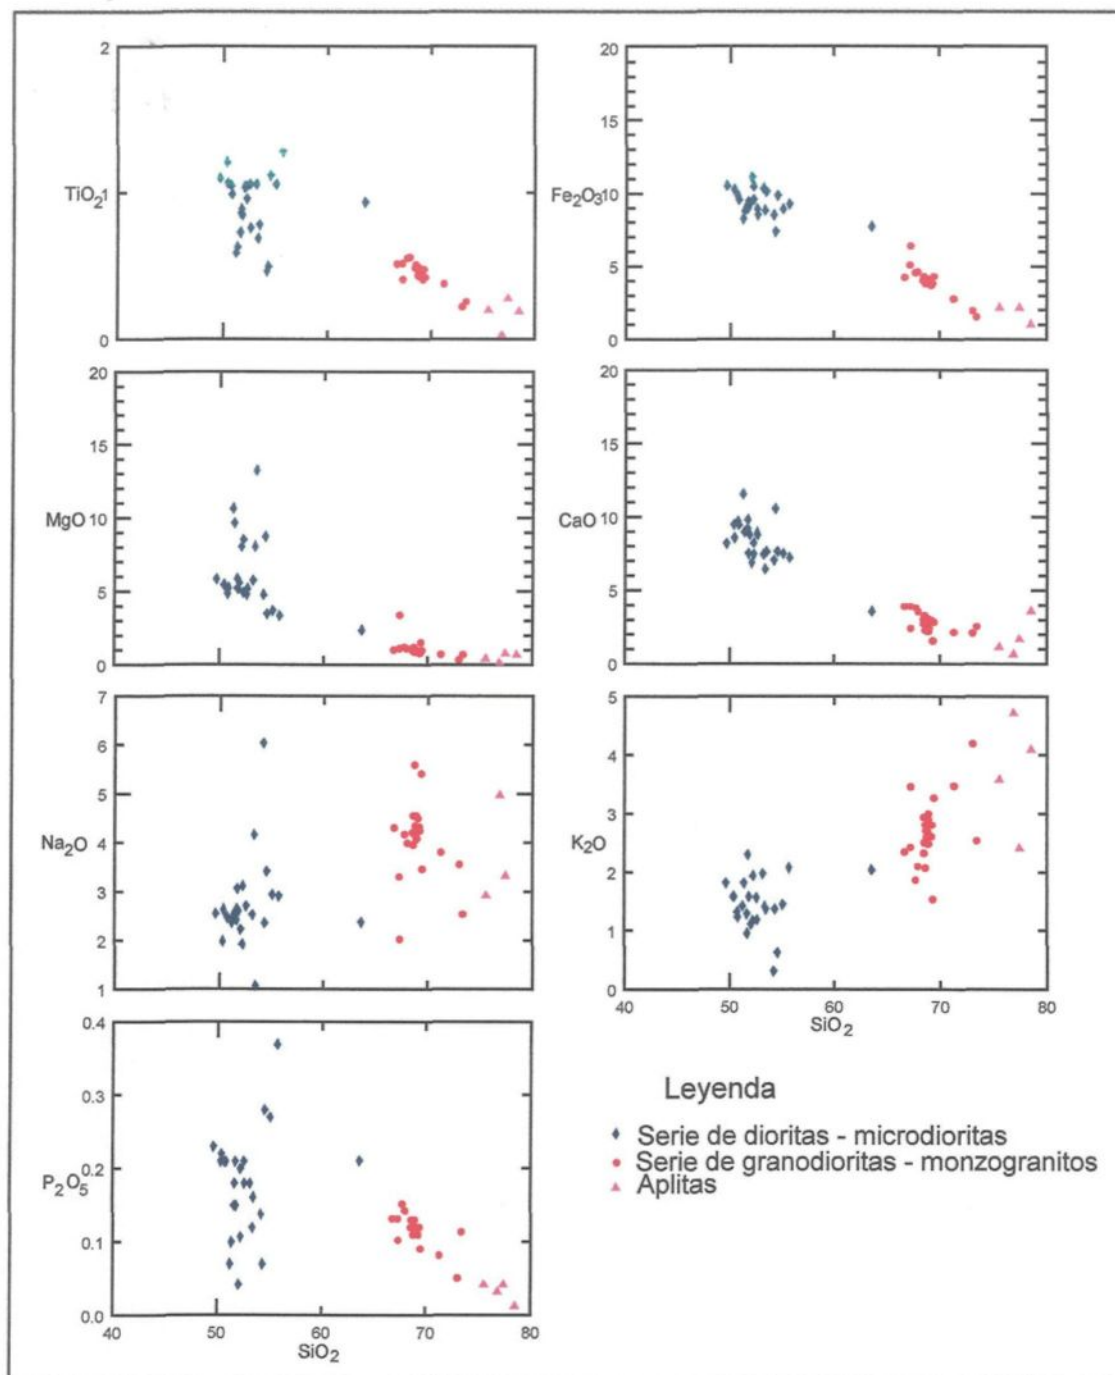 2
TiO2
1
0
20
15
Fe2O3
10
5
0
20
15
MgO
10
5
0
20
15
CaO
10
5
0
7
6
5
Na2O
4
3
2
1
5
4
3
K2O
2
1
0
40 50 60 70 80
SiO2
0.4
0.3
0.2
P2O5
0.1
0.0
40 50 60 70 80
SiO2
Leyenda
Serie de dioritas - microdioritas
Serie de granodioritas - monzogranitos
Aplitas